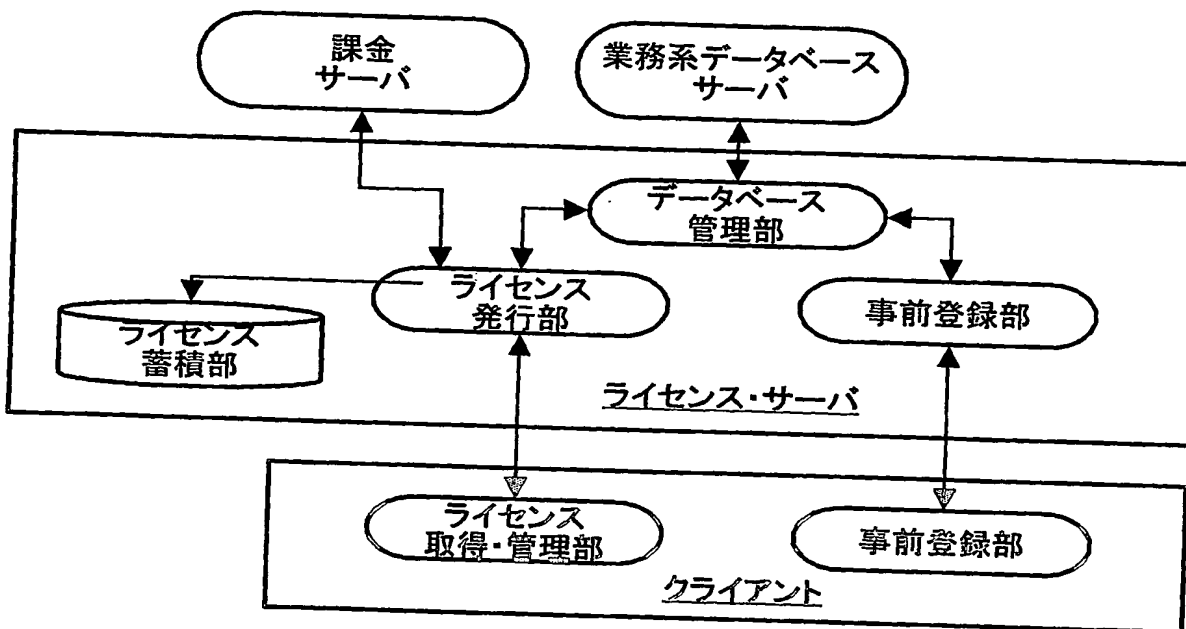 課金
サーバ
業務系データベース
サーバ
データベース
管理部
ライセンス
発行部
事前登録部
ライセンス
蓄積部
ライセンス・サーバ
ライセンス
取得・管理部
事前登録部
クライアント